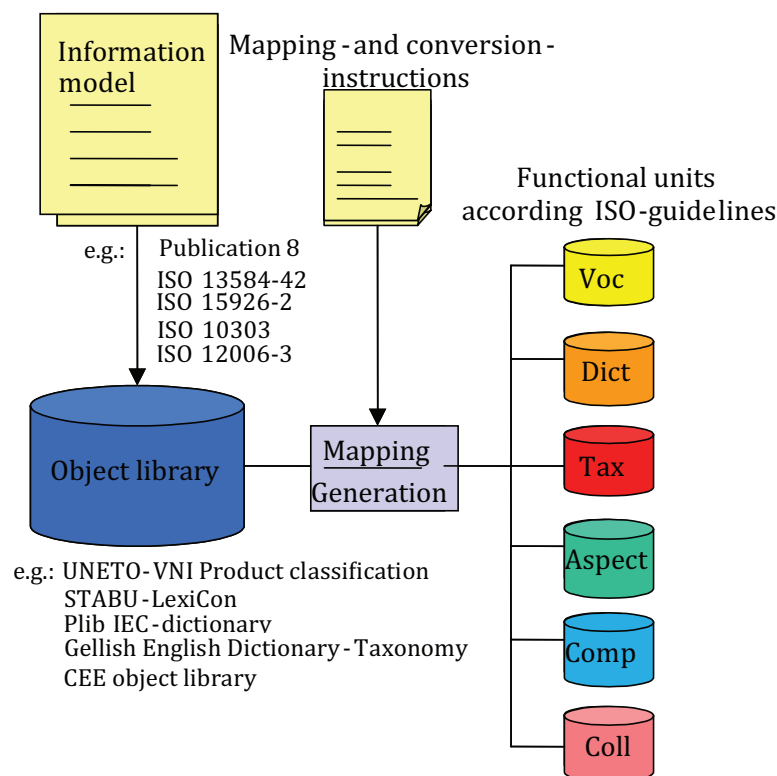 Information
model
Mapping - and conversion -
instructions
e.g.: Publication 8
ISO 13584-42
ISO 15926-2
ISO 10303
ISO 12006-3
Functional units
according ISO-guidelines
Voc
Dict
Tax
Aspect
Comp
Coll
Object library
Mapping
Generation
e.g.: UNETO-VNI Product classification
STABU-LexiCon
Plib IEC-dictionary
Gellish English Dictionary - Taxonomy
CEE object library